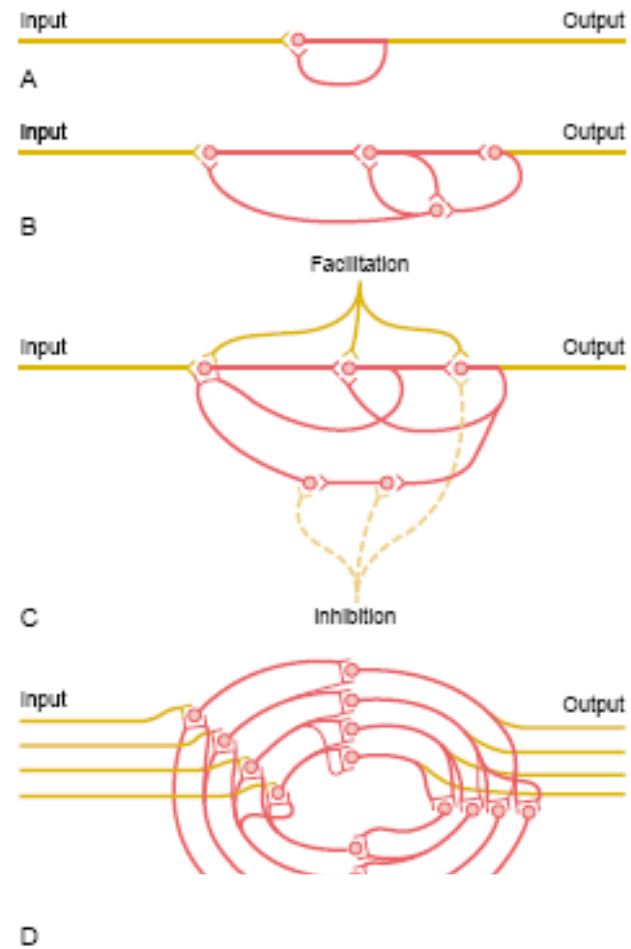 Input Output
A
Input Output
B
Facilitation
Input Output
C
Inhibition
Input Output
D